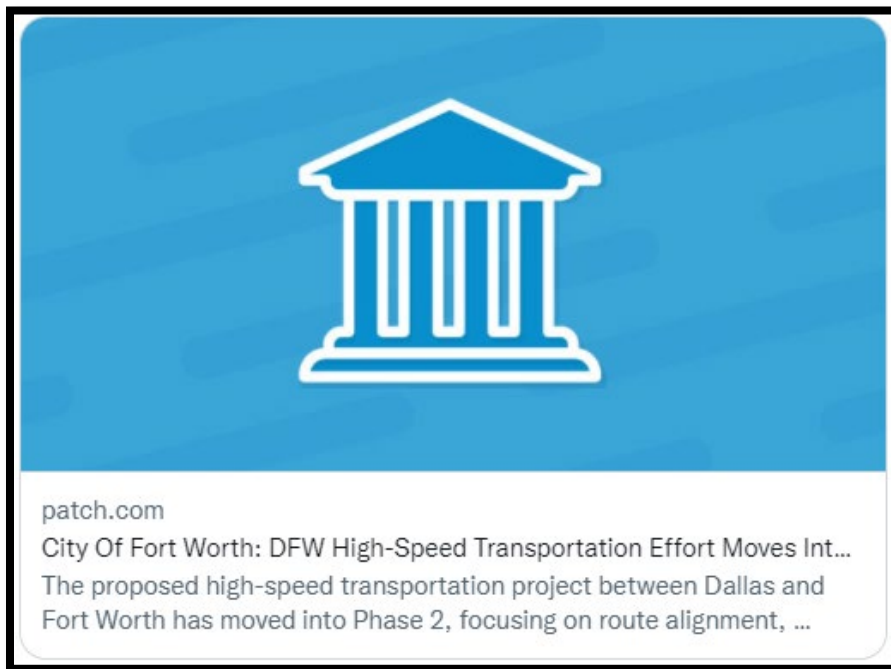 patch.com
City Of Fort Worth: DFW High-Speed Transportation Effort Moves Int...
The proposed high-speed transportation project between Dallas and
Fort Worth has moved into Phase 2, focusing on route alignment, ...